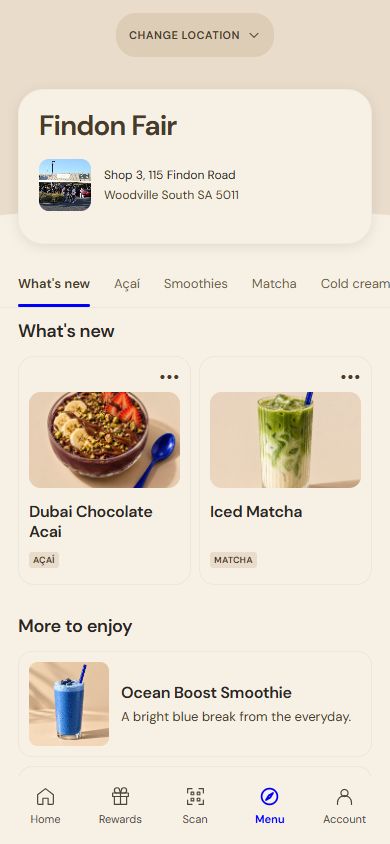 CHANGE LOCATION
Findon Fair
Shop 3, 115 Findon Road
Woodville South SA 5011
What's new
Açaí
Smoothies
Matcha
Cold cream
What's new
Dubai Chocolate
Acai
AÇAÍ
Iced Matcha
MATCHA
More to enjoy
Ocean Boost Smoothie
A bright blue break from the everyday.
Home
Rewards
Scan
Menu
Account